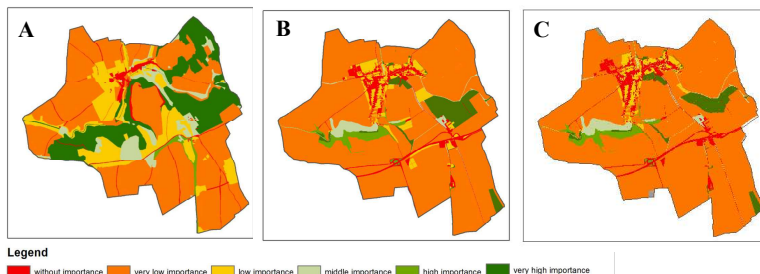 A
B
C
Legend
without importance very low importance low importance middle importance high importance very high importance